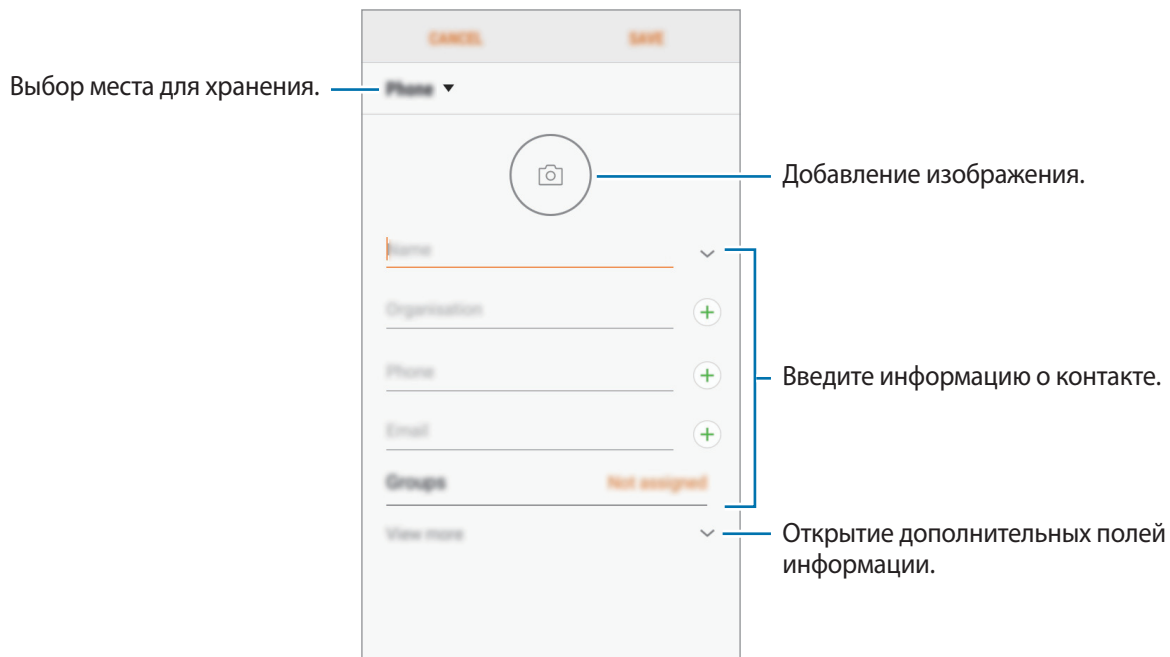 CANCEL SAVE
Выбор места для хранения.
Phone
Добавление изображения.
Name
Organisation
Phone
Введите информацию о контакте.
Email
Groups Not assigned
View more
Открытие дополнительных полей
информации.